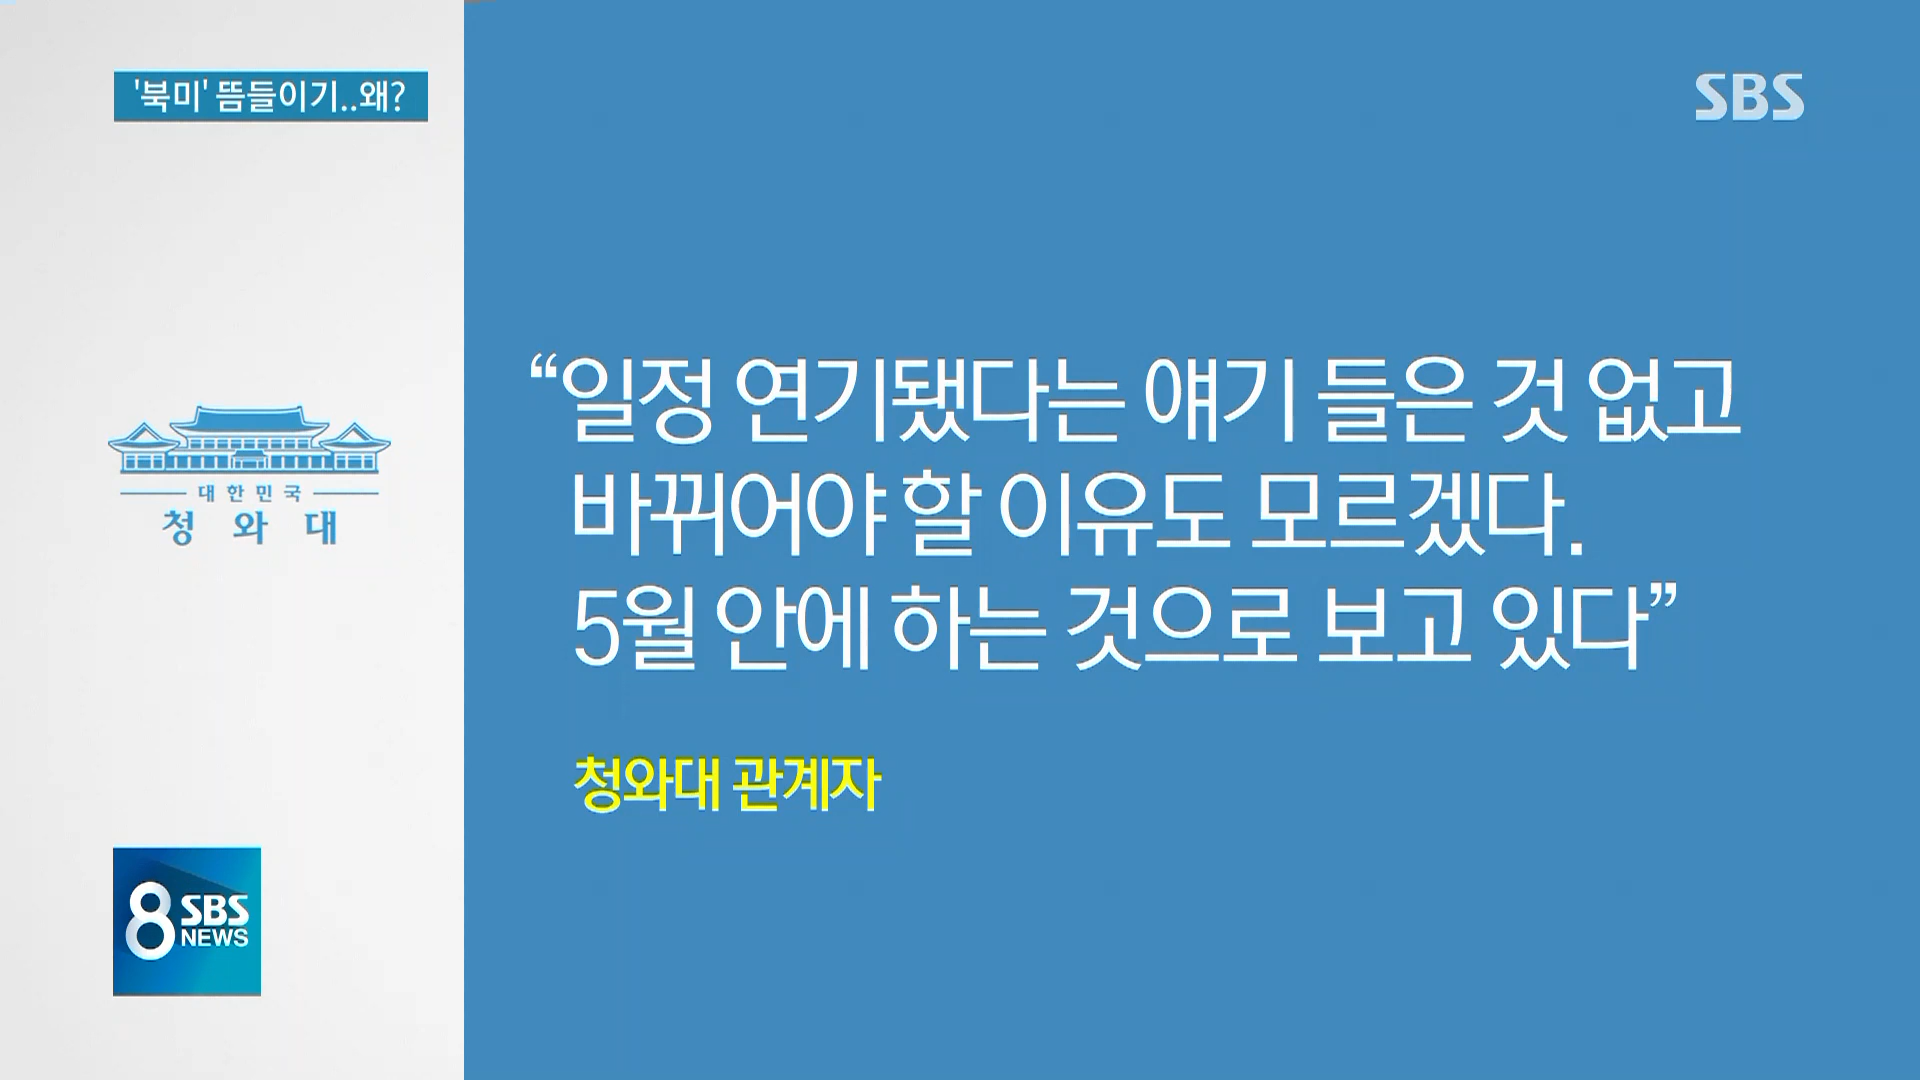 '북미' 뜸들이기..왜?
SBS
“일정 연기됐다는 얘기 들은 것 없고
바뀌어야 할 이유도 모르겠다.
5월 안에 하는 것으로 보고 있다”
청와대 관계자
대한민국
청와대
8 SBS
NEWS